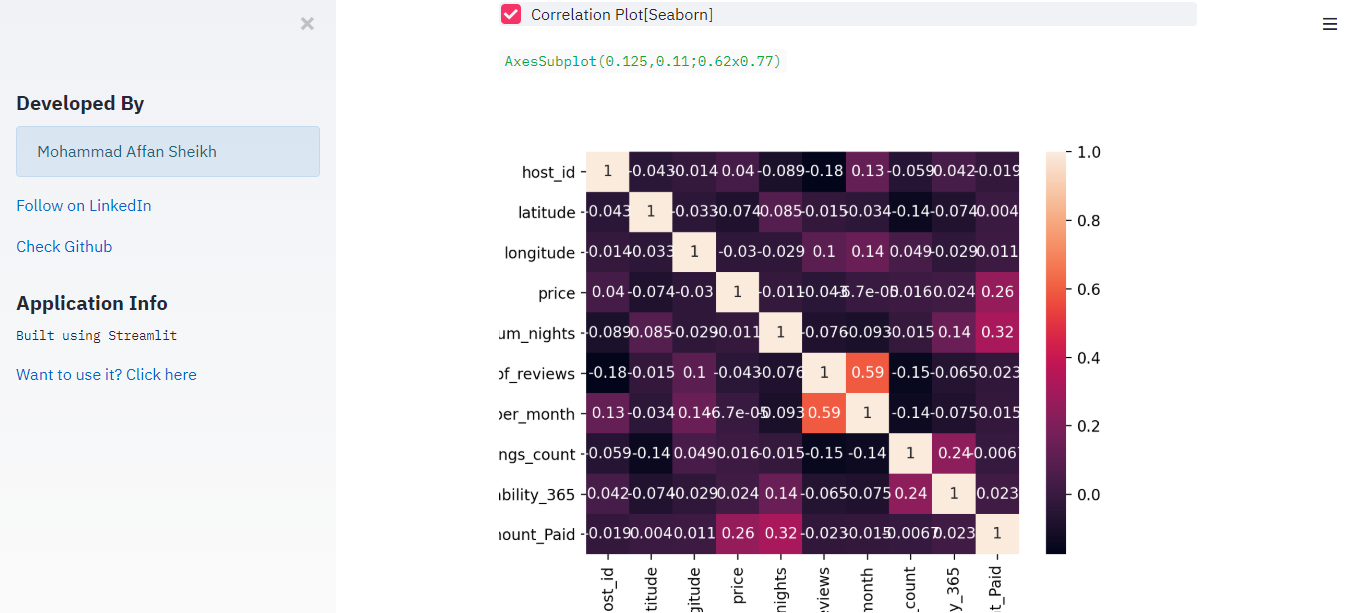 ×
Developed By
Mohammad Affan Sheikh
Follow on LinkedIn
Check Github
Application Info
Built using Streamlit
Want to use it? Click here
Correlation Plot[Seaborn]
AxesSubplot(0.125,0.11;0.62x0.77)
host_id 1 -0.043 -0.014 0.04 -0.089 -0.18 0.13 -0.059 0.042 -0.019
latitude -0.043 1 -0.033 -0.074 0.085 -0.015 -0.034 -0.14 -0.074 0.004
longitude -0.014 -0.033 1 -0.03 -0.029 0.1 0.14 0.049 -0.029 0.011
price 0.04 -0.074 -0.03 1 -0.011 -0.043 -6.7e-05 0.016 0.024 0.26
um_nights -0.089 0.085 -0.029 -0.011 1 -0.076 -0.093 -0.015 0.14 0.32
of_reviews -0.18 -0.015 0.1 -0.043 -0.076 1 0.59 -0.15 -0.065 -0.023
per_month 0.13 -0.034 0.14 -6.7e-05 -0.093 0.59 1 -0.14 -0.075 -0.015
ngs_count -0.059 -0.14 0.049 0.016 -0.015 -0.15 -0.14 1 0.24 -0.0067
ability_365 0.042 -0.074 -0.029 0.024 0.14 -0.065 -0.075 0.24 1 0.023
nount_Paid -0.019 0.004 0.011 0.26 0.32 -0.023 -0.015 -0.0067 0.023 1
ost_id
titude
gitude
price
nights
views
month
_count
y_365
t_Paid
1.0
0.8
0.6
0.4
0.2
0.0